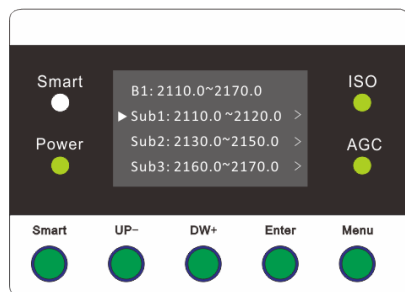 Smart
ISO
Power
AGC
B1: 2110.0~2170.0
▶Sub1: 2110.0 ~2120.0 >
Sub2: 2130.0~2150.0 >
Sub3: 2160.0~2170.0 >
Smart
UP-
DW+
Enter
Menu